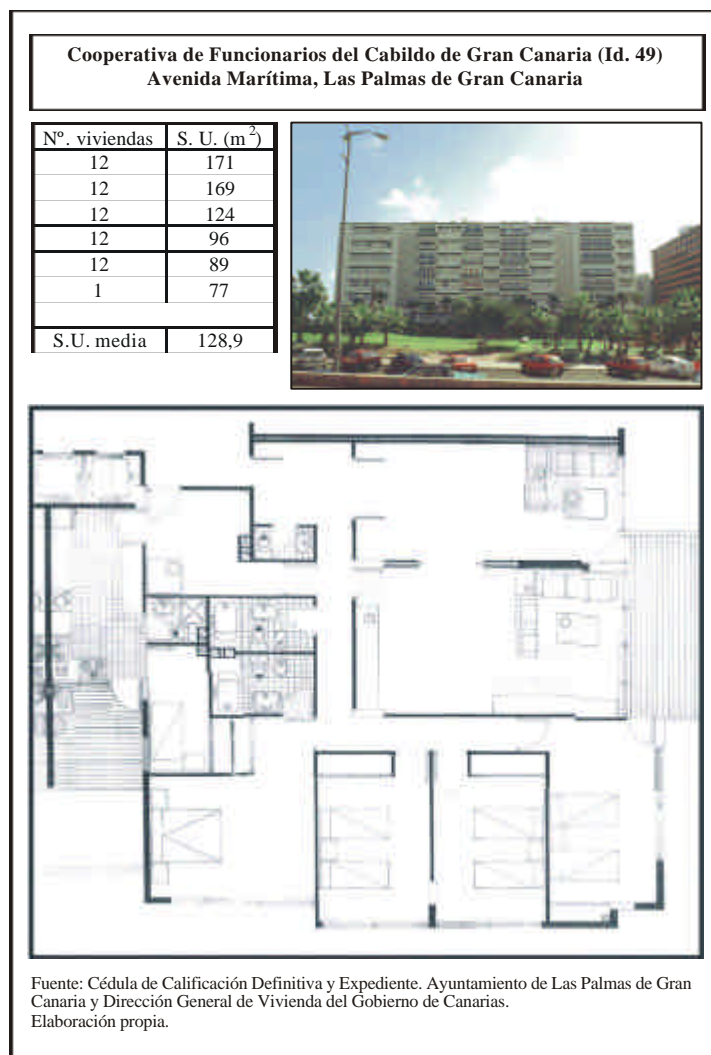 Cooperativa de Funcionarios del Cabildo de Gran Canaria (Id. 49)
Avenida Marítima, Las Palmas de Gran Canaria
Nº. viviendas S. U. (m²)
12 171
12 169
12 124
12 96
12 89
1 77
S.U. media 128,9
Fuente: Cédula de Calificación Definitiva y Expediente. Ayuntamiento de Las Palmas de Gran
Canaria y Dirección General de Vivienda del Gobierno de Canarias.
Elaboración propia.